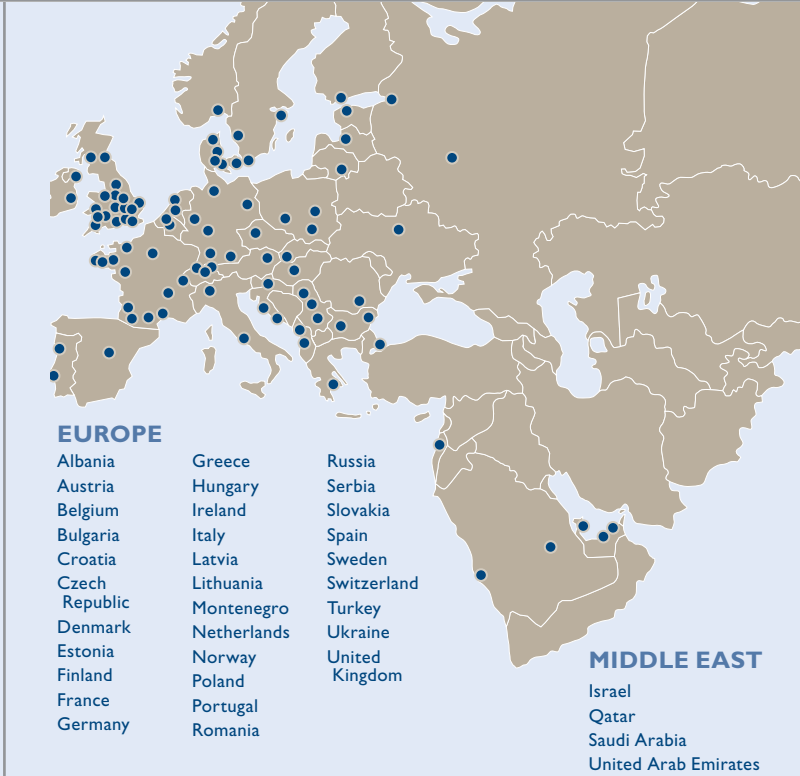 EUROPE
Albania
Austria
Belgium
Bulgaria
Croatia
Czech
Republic
Denmark
Estonia
Finland
France
Germany
Greece
Hungary
Ireland
Italy
Latvia
Lithuania
Montenegro
Netherlands
Norway
Poland
Portugal
Romania
Russia
Serbia
Slovakia
Spain
Sweden
Switzerland
Turkey
Ukraine
United
Kingdom
MIDDLE EAST
Israel
Qatar
Saudi Arabia
United Arab Emirates